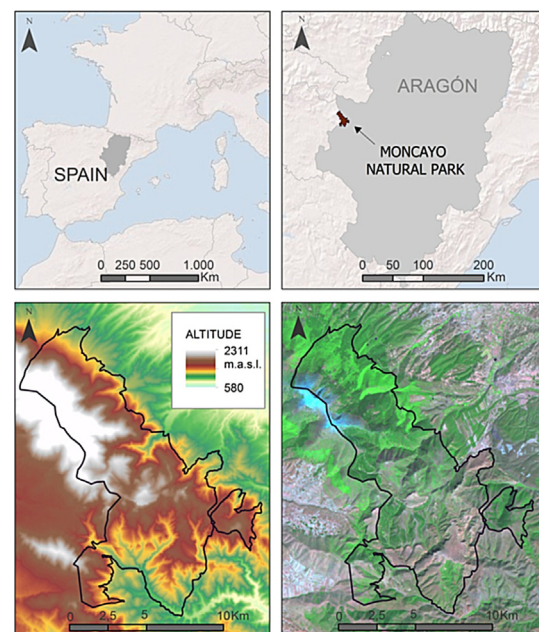 N
SPAIN
0 250 500 1.000
Km
N
ARAGÓN
MONCAYO
NATURAL PARK
0 50 100 200
Km
N
ALTITUDE
2311
m.a.s.l.
580
0 2,5 5 10Km
N
0 2,5 5 10Km